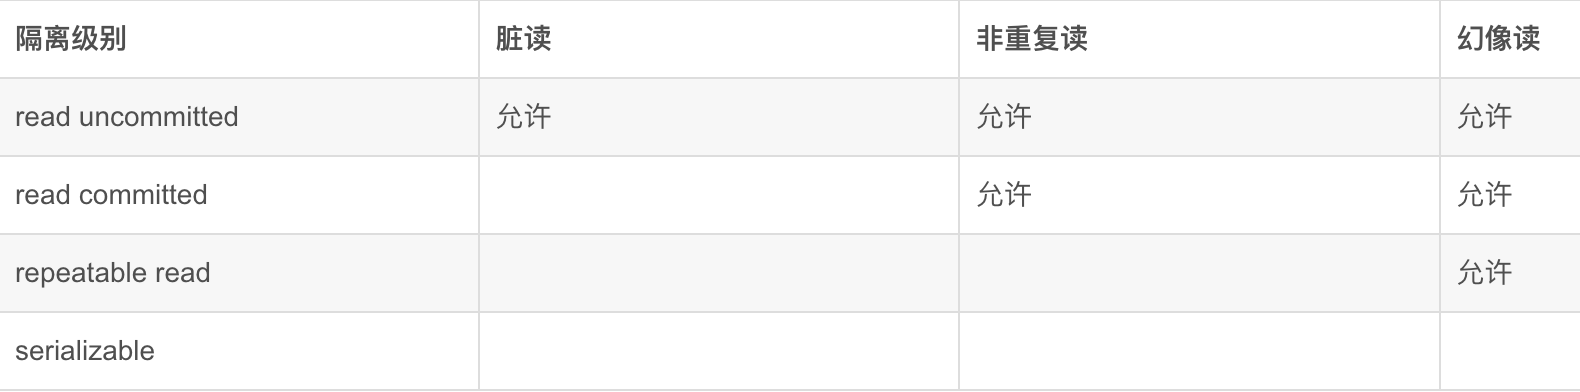 隔离级别 脏读 非重复读 幻像读
read uncommitted 允许 允许 允许
read committed 允许 允许
repeatable read 允许
serializable